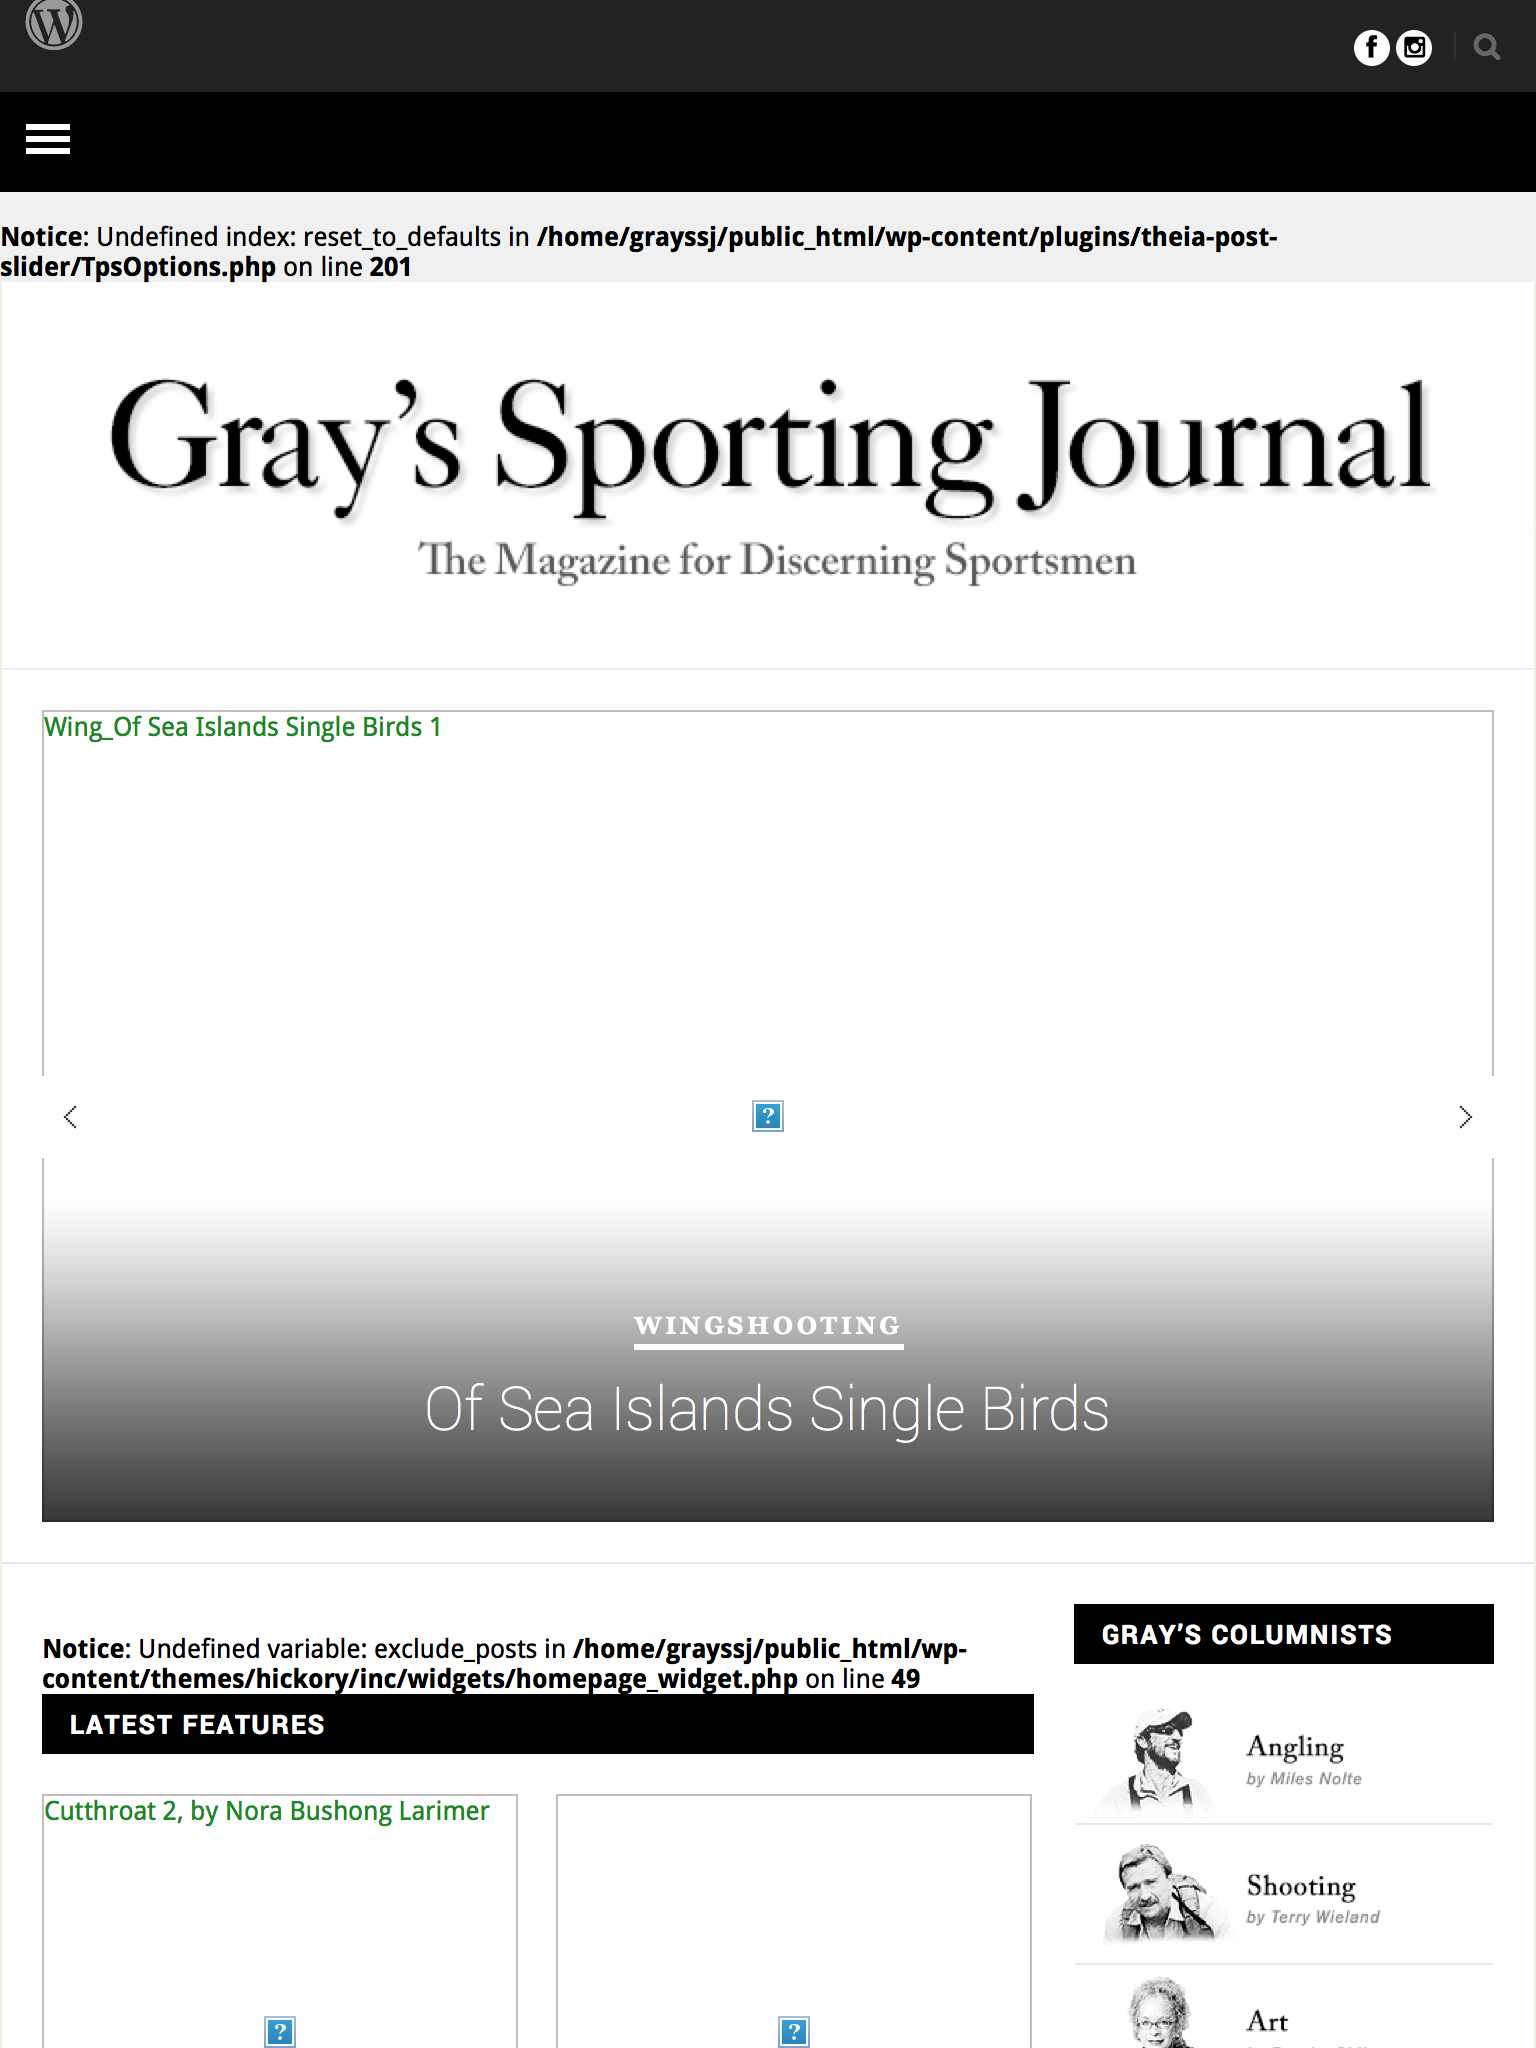 Notice: Undefined index: reset_to_defaults in /home/grayssj/public_html/wp-content/plugins/theia-post-
slider/TpsOptions.php on line 201
Gray's Sporting Journal
The Magazine for Discerning Sportsmen
Wing_Of Sea Islands Single Birds 1
WINGSHOOTING
Of Sea Islands Single Birds
Notice: Undefined variable: exclude_posts in /home/grayssj/public_html/wp-
content/themes/hickory/inc/widgets/homepage_widget.php on line 49
LATEST FEATURES
Cutthroat 2, by Nora Bushong Larimer
GRAY'S COLUMNISTS
Angling
by Miles Nolte
Shooting
by Terry Wieland
Art